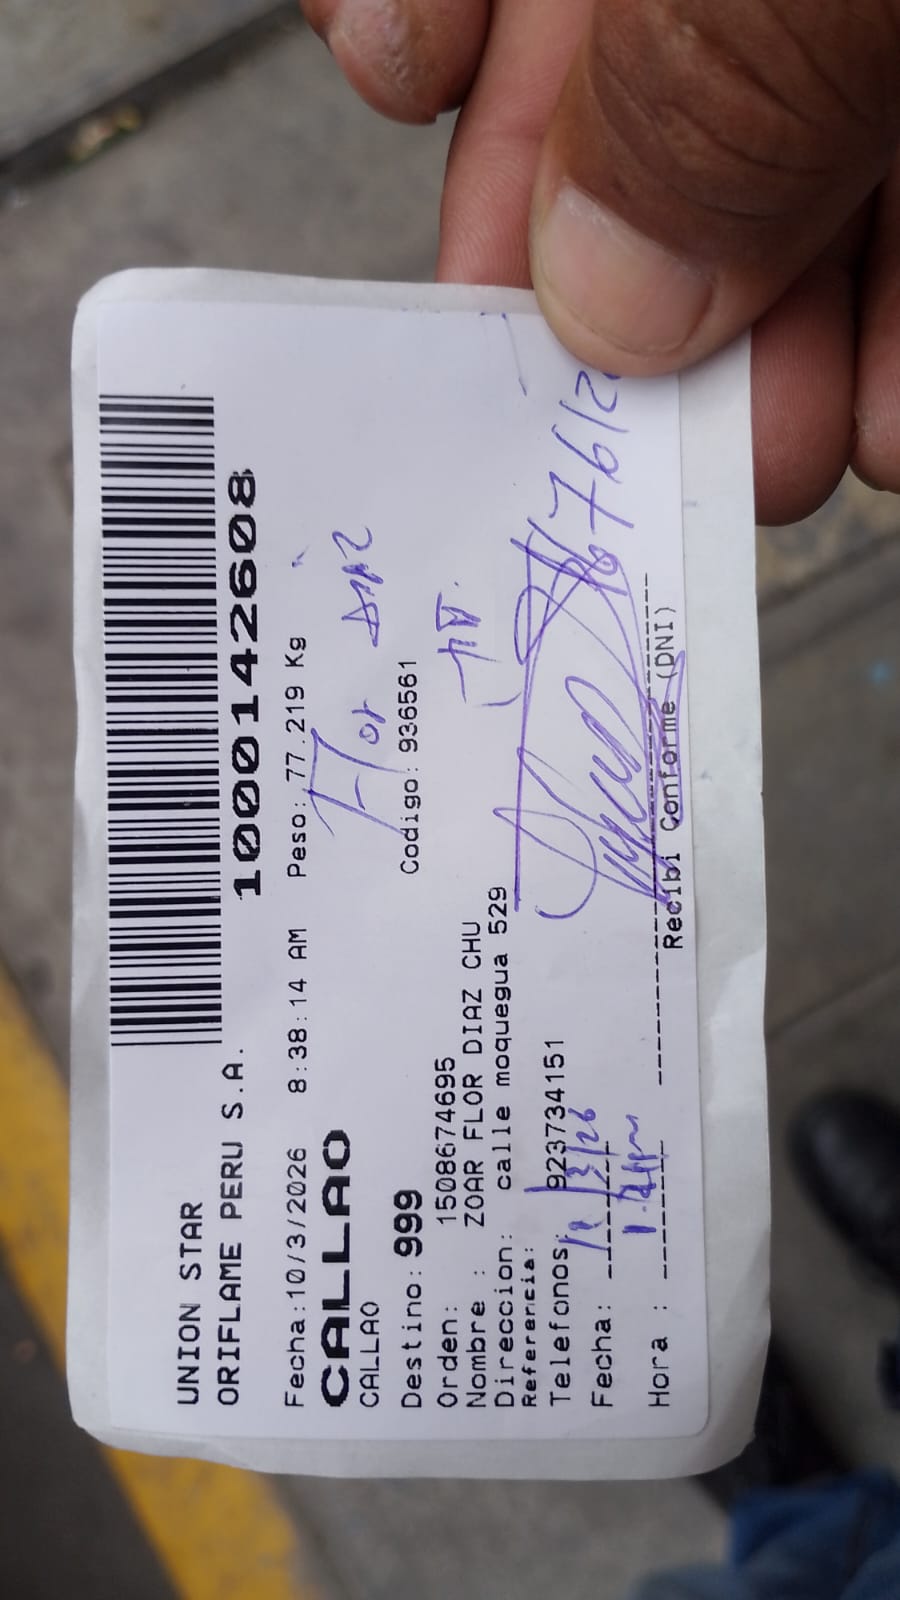 UNION STAR
ORIFLAME PERU S.A.
1000142608
Fecha:10/3/2026 8:38:14 AM Peso:77.219 Kg
CALLAO
CALLAO
Flor DIAZ
Destino:999 Codigo:936561
Orden: 1508674695
Nombre : ZOAR FLOR DIAZ CHU
Direccion: calle moquegua 529
Referencia:
Telefonos: 923734151
Fecha:
Hora :
Recibi Conforme (DNI)